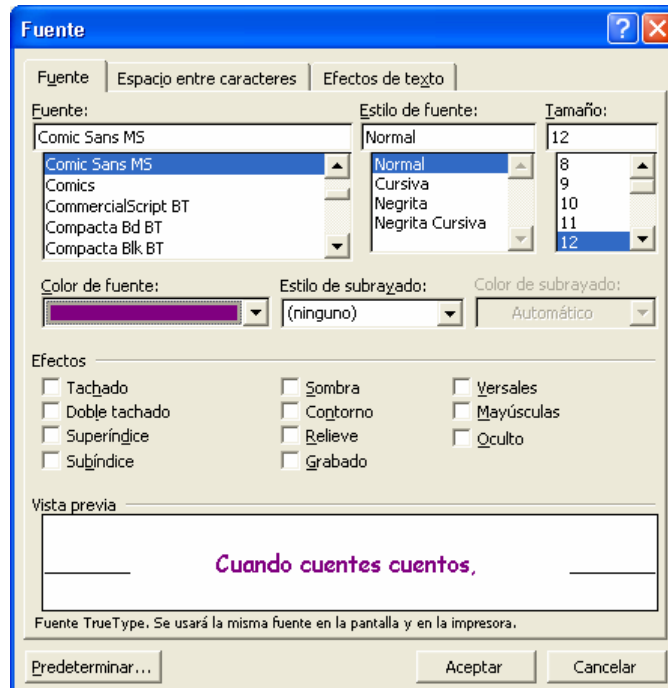 Fuente
Fuente Espacio entre caracteres Efectos de texto
Fuente: Estilo de fuente: Tamaño:
Comic Sans MS Normal 12
Comic Sans MS Normal 8
Comics Cursiva 9
CommercialScript BT Negrita 10
Compacta Bd BT Negrita Cursiva 11
Compacta Blk BT 12
Color de fuente: Estilo de subrayado: Color de subrayado:
(ninguno) Automático
Efectos
Tachado Sombra Versales
Doble tachado Contorno Mayúsculas
Superíndice Relieve Oculto
Subíndice Grabado
Vista previa
Cuando cuentes cuentos,
Fuente TrueType. Se usará la misma fuente en la pantalla y en la impresora.
Predeterminar... Aceptar Cancelar